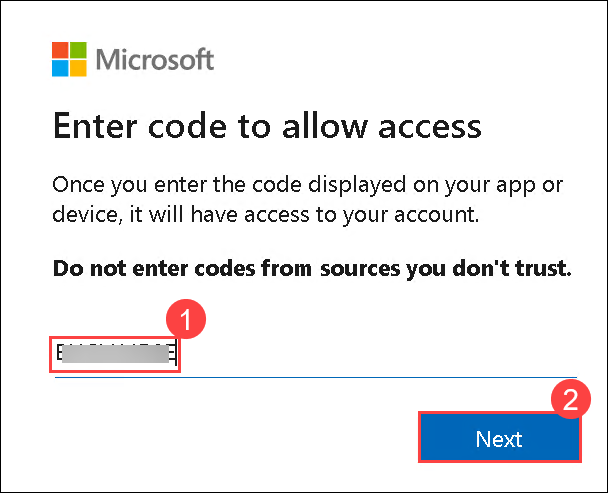 Microsoft
Enter code to allow access
Once you enter the code displayed on your app or
device, it will have access to your account.
Do not enter codes from sources you don't trust.
1
2
Next